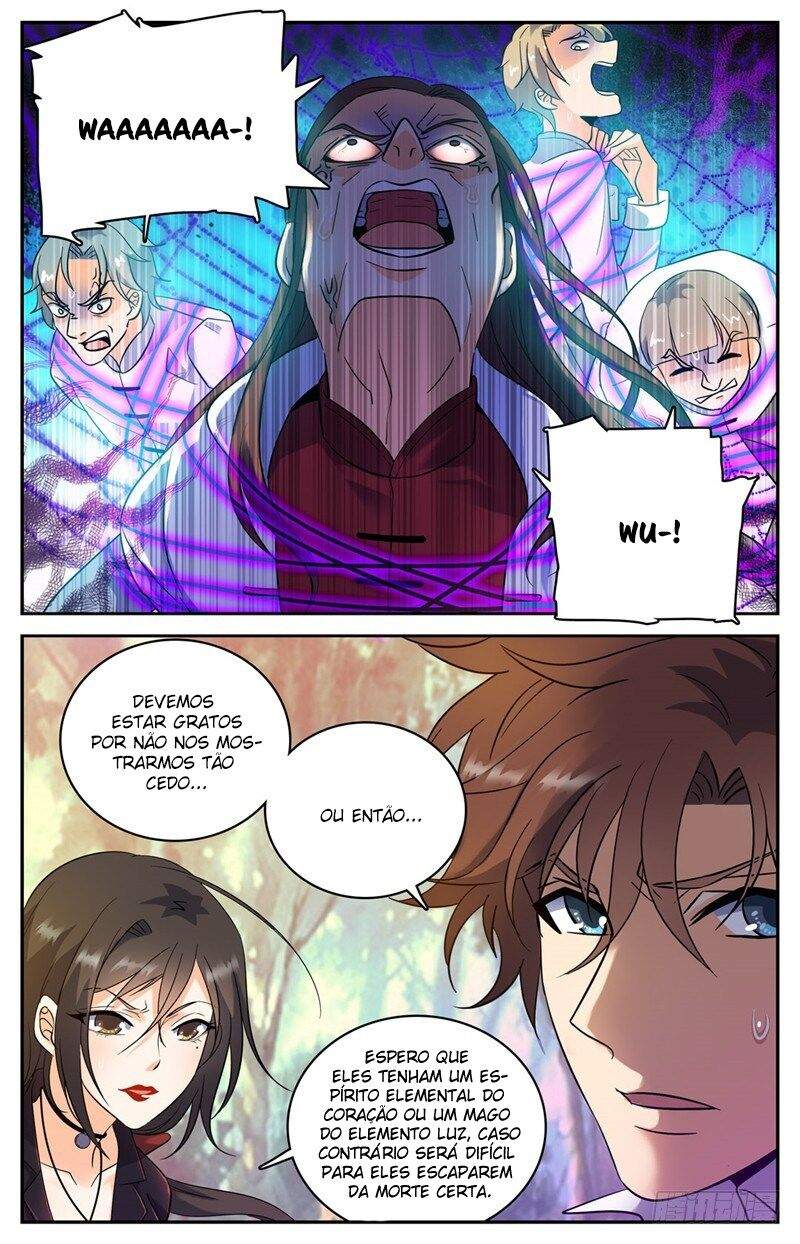 WAAAAAAA-!
WU-!
DEVEMOS
ESTAR GRATOS
POR NÃO NOS MOS-
TRARMOS TÃO
CEDO...
OU ENTÃO...
ESPERO QUE
ELES TENHAM UM ES-
PÍRITO ELEMENTAL DO
CORAÇÃO OU UM MAGO
DO ELEMENTO LUZ, CASO
CONTRÁRIO SERÁ DIFÍCIL
PARA ELES ESCAPAREM
DA MORTE CERTA.